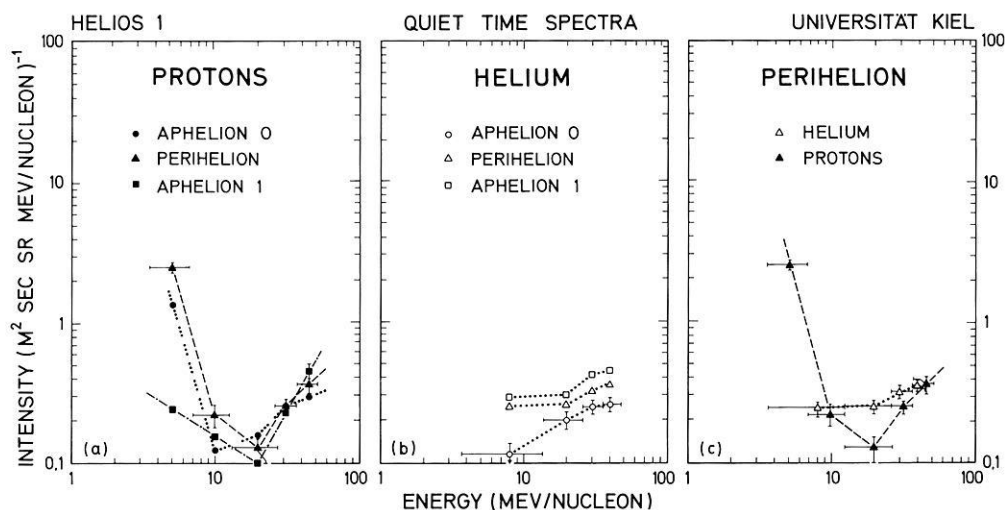 HELIOS 1
QUIET TIME SPECTRA
UNIVERSITÄT KIEL
INTENSITY (M² SEC SR MEV/NUCLEON)⁻¹
100
10
1
0,1
PROTONS
● APHELION 0
▲ PERIHELION
■ APHELION 1
(a)
1
10
100
HELIUM
○ APHELION 0
△ PERIHELION
□ APHELION 1
(b)
10
100
PERIHELION
△ HELIUM
▲ PROTONS
(c)
1
10
100
100
10
1
0,1
ENERGY (MEV/NUCLEON)